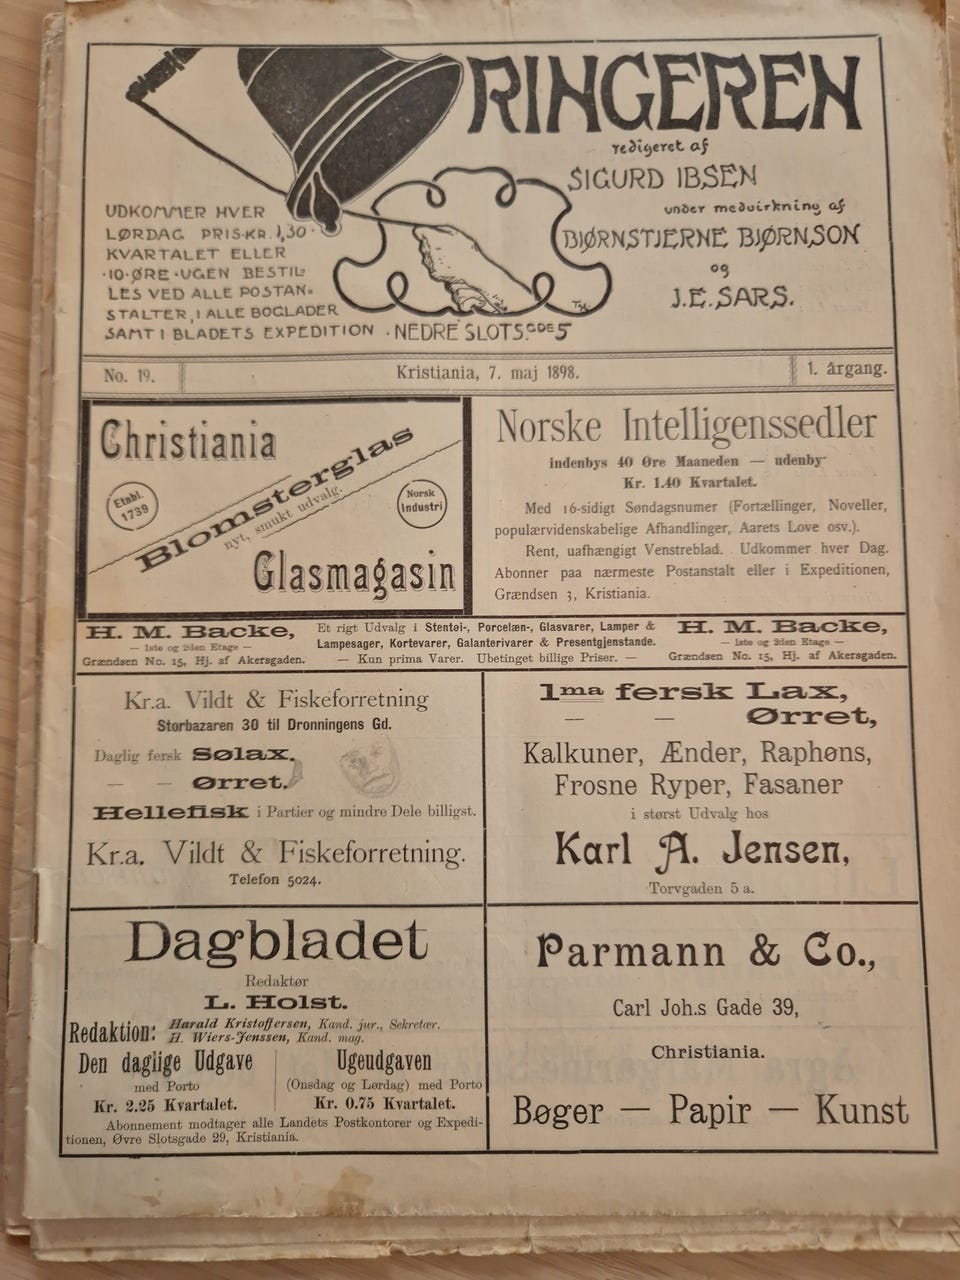 RINGEREN
redigeret af
SIGURD IBSEN
under medvirkning af
BJØRNSTJERNE BJØRNSON
og
J.E. SARS.
UDKOMMER HVER
LØRDAG PRIS·KR. 1,30·
KVARTALET ELLER
·10·ØRE·UGEN BESTIL=
LES VED ALLE POSTAN=
STALTER, I ALLE BOGLADER
SAMT I BLADETS EXPEDITION · NEDRE SLOTS.GDE 5
No. 19.
Kristiania, 7. maj 1898.
1. årgang.
Christiania
Etabl. 1739
Blomsterglas
nyt, smukt udvalg.
Norsk Industri
Glasmagasin
Norske Intelligenssedler
indenbys 40 Øre Maaneden — udenby
Kr. 1.40 Kvartalet.
Med 16-sidigt Søndagsnumer (Fortællinger, Noveller,
populærvidenskabelige Afhandlinger, Aarets Love osv.).
Rent, uafhængigt Venstreblad. Udkommer hver Dag.
Abonner paa nærmeste Postanstalt eller i Expeditionen,
Grændsen 3, Kristiania.
H. M. Backe,
— 1ste og 2den Etage —
Grændsen No. 15, Hj. af Akersgaden.
Et rigt Udvalg i Stentøi-, Porcelæn-, Glasvarer, Lamper &
Lampesager, Kortevarer, Galanterivarer & Presentgjenstande.
— Kun prima Varer. Ubetinget billige Priser. —
H. M. Backe,
— 1ste og 2den Etage —
Grændsen No. 15, Hj. af Akersgaden.
Kr.a. Vildt & Fiskeforretning
Storbazaren 30 til Dronningens Gd.
Daglig fersk Sølax.
— — Ørret.
Hellefisk i Partier og mindre Dele billigst.
Kr.a. Vildt & Fiskeforretning.
Telefon 5024.
1ma fersk Lax,
— — Ørret,
Kalkuner, Ænder, Raphøns,
Frosne Ryper, Fasaner
i størst Udvalg hos
Karl A. Jensen,
Torvgaden 5 a.
Dagbladet
Redaktør
L. Holst.
Redaktion: Harald Kristoffersen, Kand. jur., Sekretær.
H. Wiers-Jenssen, Kand. mag.
Den daglige Udgave
med Porto
Kr. 2.25 Kvartalet.
Ugeudgaven
(Onsdag og Lørdag) med Porto
Kr. 0.75 Kvartalet.
Abonnement modtager alle Landets Postkontorer og Expedi-
tionen, Øvre Slotsgade 29, Kristiania.
Parmann & Co.,
Carl Joh.s Gade 39,
Christiania.
Bøger — Papir — Kunst